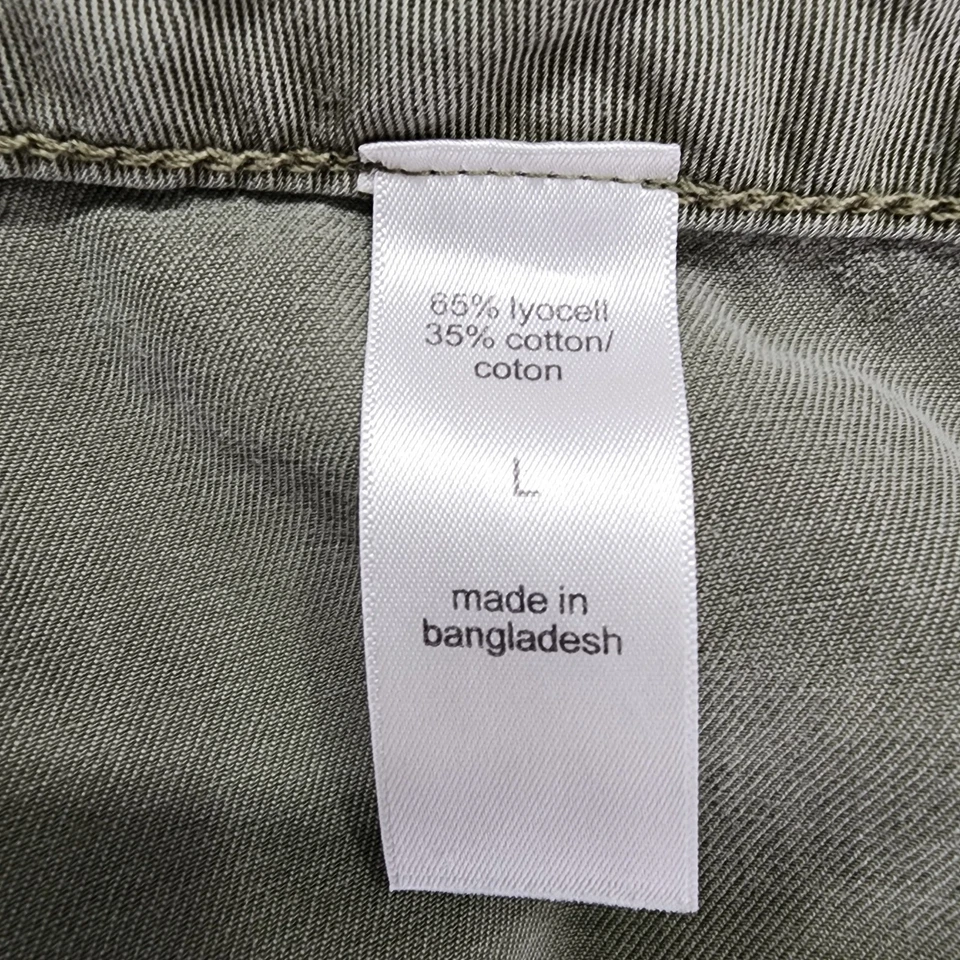 65% lyocell
35% cotton/
coton
L
made in
bangladesh